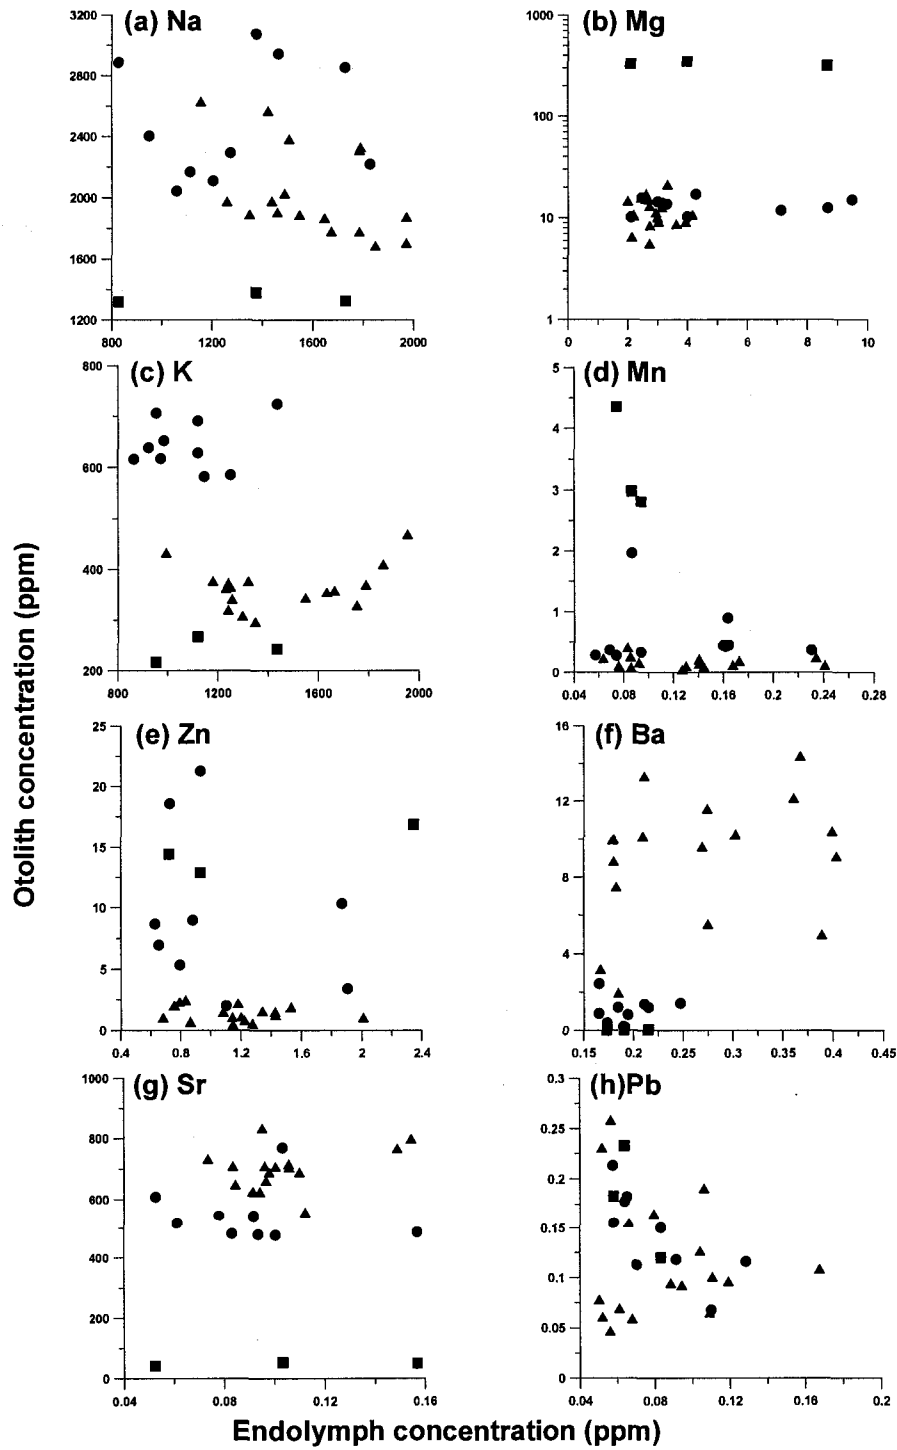 (a) Na
3200
2800
2400
2000
1600
1200
800 1200 1600 2000
(b) Mg
1000
100
10
1
0 2 4 6 8 10
(c) K
800
600
400
200
800 1200 1600 2000
(d) Mn
5
4
3
2
1
0
0.04 0.08 0.12 0.16 0.2 0.24 0.28
(e) Zn
25
20
15
10
5
0
0.4 0.8 1.2 1.6 2 2.4
(f) Ba
16
12
8
4
0
0.15 0.2 0.25 0.3 0.35 0.4 0.45
(g) Sr
1000
800
600
400
200
0
0.04 0.08 0.12 0.16
(h)Pb
0.3
0.25
0.2
0.15
0.1
0.05
0
0.04 0.08 0.12 0.16 0.2
Otolith concentration (ppm)
Endolymph concentration (ppm)